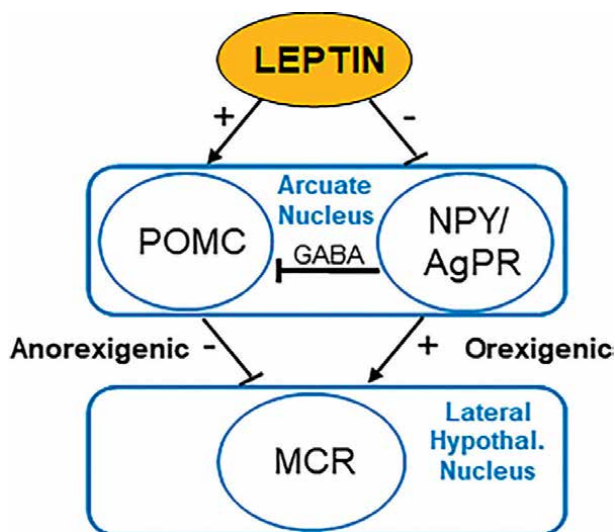 LEPTIN
+
-
Arcuate
Nucleus
POMC
GABA
NPY/
AgPR
Anorexigenic -
+ Orexigenic
MCR
Lateral
Hypothal.
Nucleus